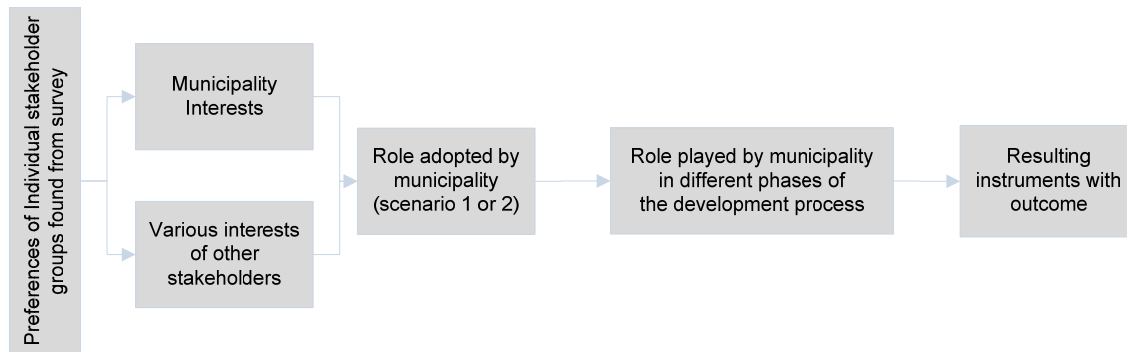 Preferences of Individual stakeholder
groups found from survey
Municipality
Interests
Various interests
of other
stakeholders
Role adopted by
municipality
(scenario 1 or 2)
Role played by municipality
in different phases of
the development process
Resulting
instruments with
outcome